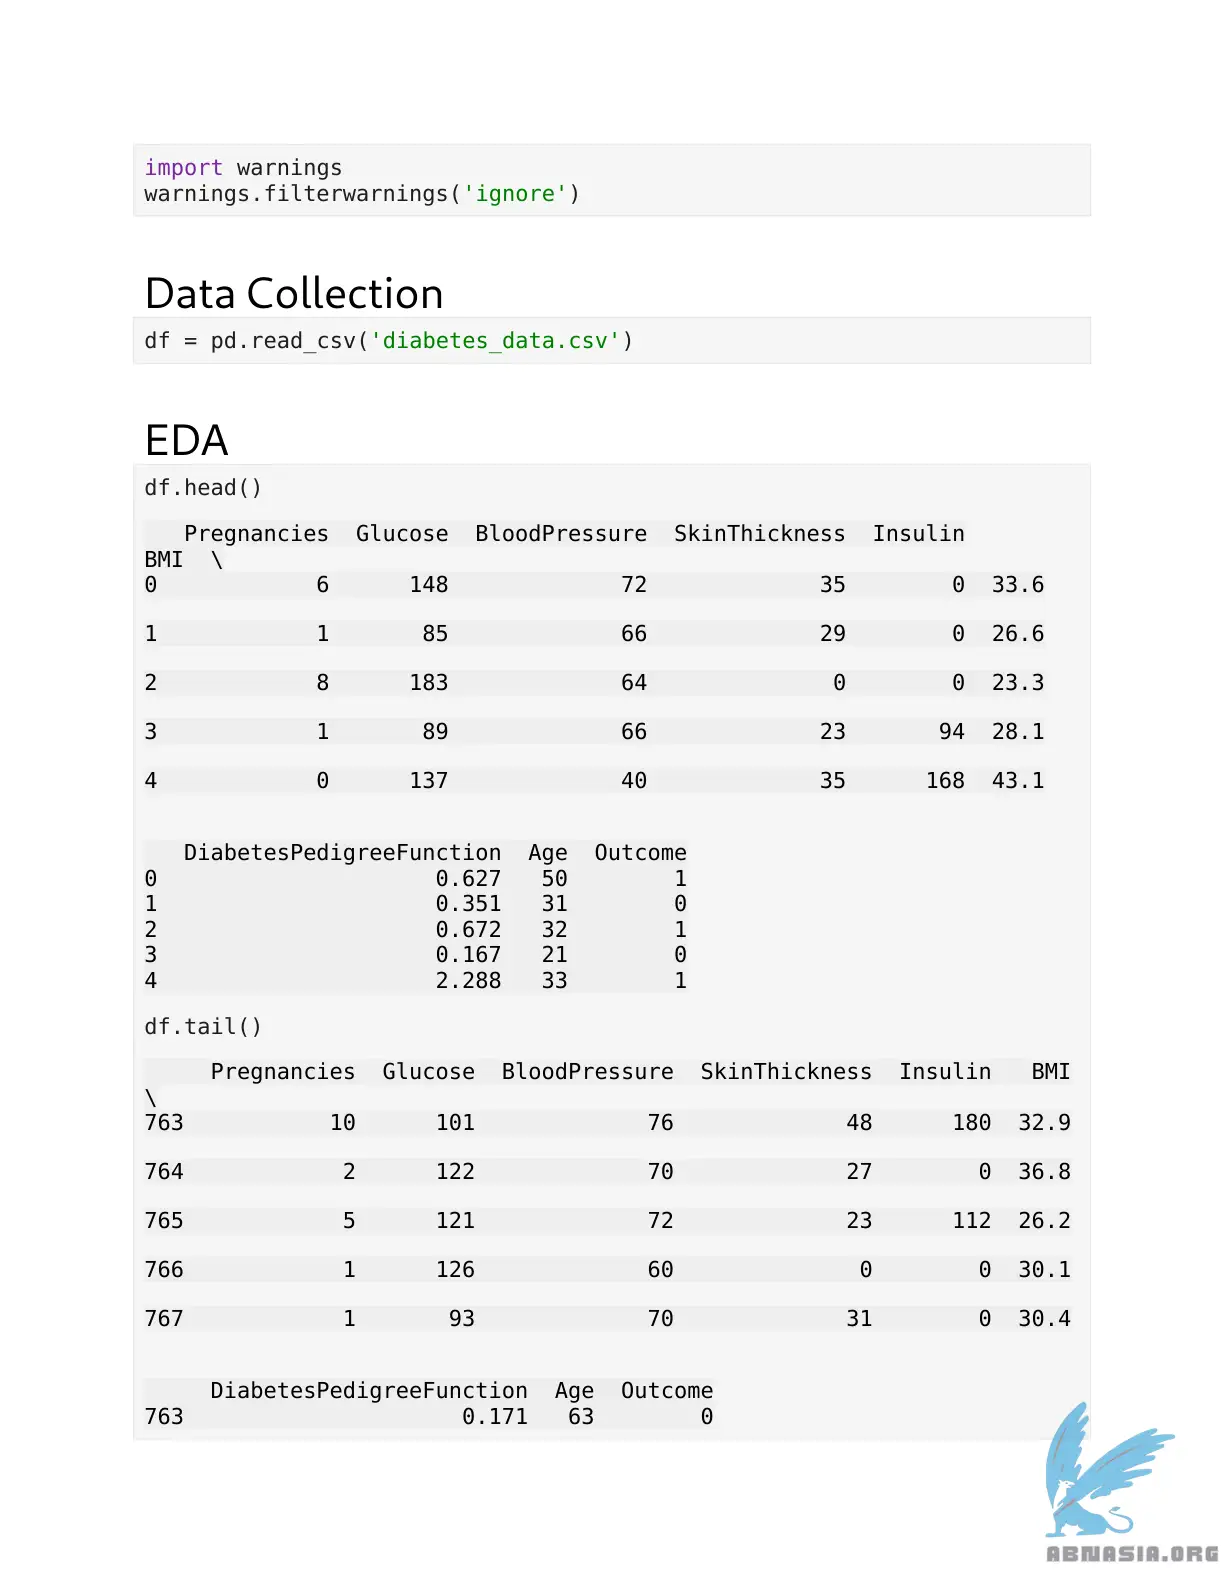 import warnings
warnings.filterwarnings('ignore')
Data Collection
df = pd.read_csv('diabetes_data.csv')
EDA
df.head()
   Pregnancies  Glucose  BloodPressure  SkinThickness  Insulin
BMI  \
0            6      148             72             35        0  33.6
1            1       85             66             29        0  26.6
2            8      183             64              0        0  23.3
3            1       89             66             23       94  28.1
4            0      137             40             35      168  43.1
   DiabetesPedigreeFunction  Age  Outcome
0                     0.627   50        1
1                     0.351   31        0
2                     0.672   32        1
3                     0.167   21        0
4                     2.288   33        1
df.tail()
     Pregnancies  Glucose  BloodPressure  SkinThickness  Insulin   BMI
\
763           10      101             76             48      180  32.9
764            2      122             70             27        0  36.8
765            5      121             72             23      112  26.2
766            1      126             60              0        0  30.1
767            1       93             70             31        0  30.4
     DiabetesPedigreeFunction  Age  Outcome
763                     0.171   63        0
ABNASIA.ORG